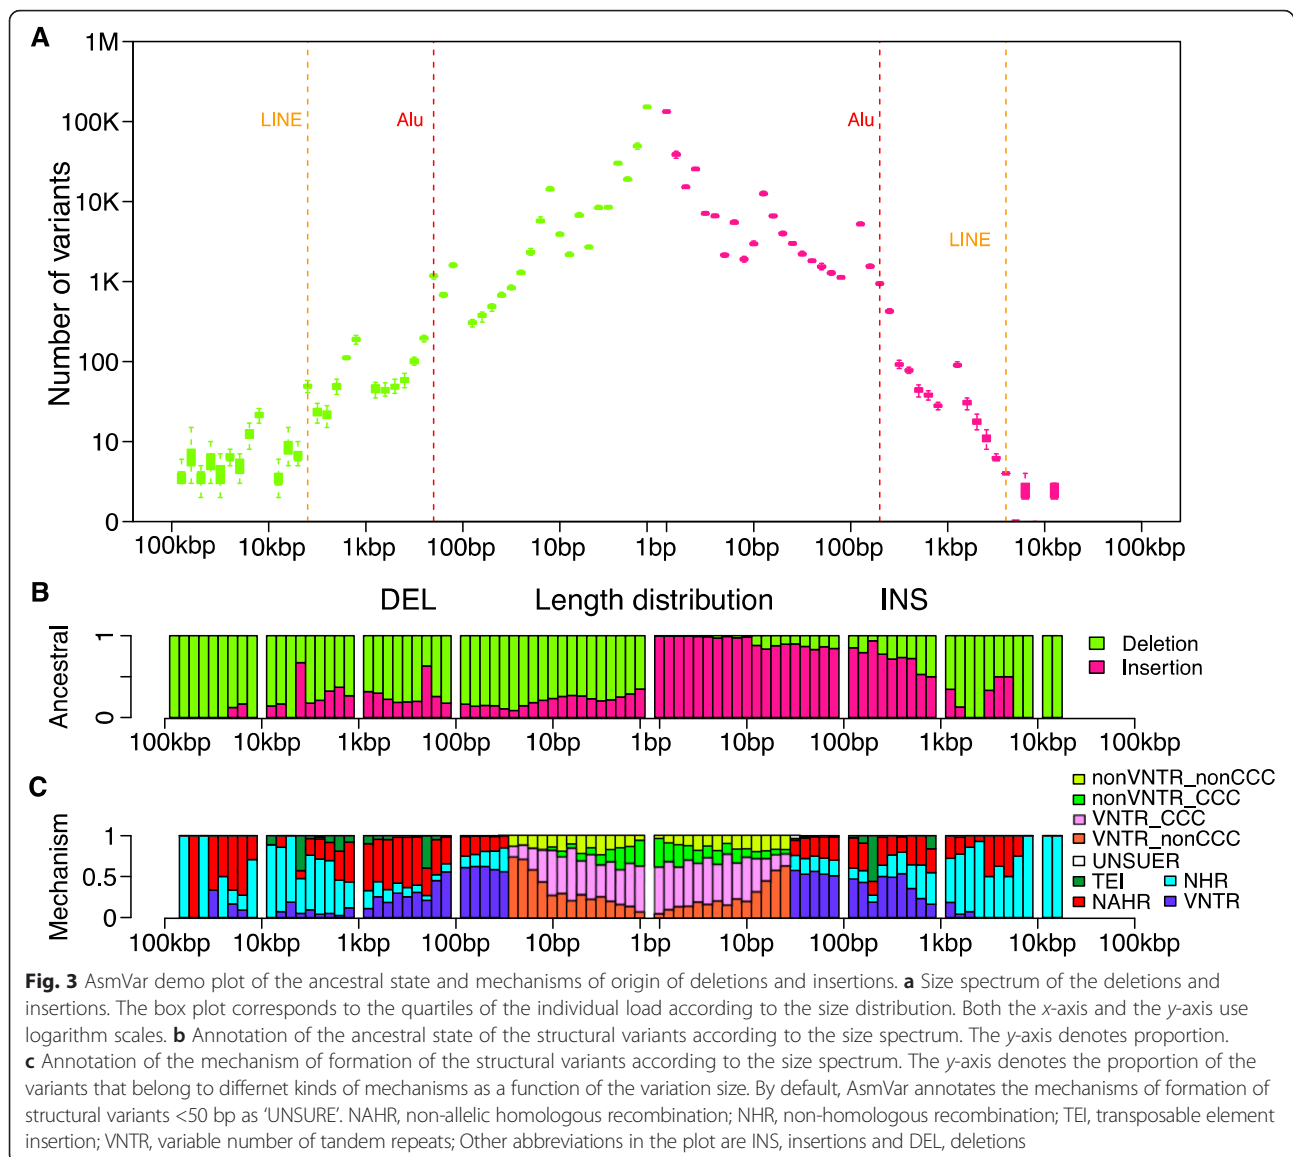 A
1M
100K
10K
1K
100
10
0
Number of variants
LINE
Alu
Alu
LINE
100kbp 10kbp 1kbp 100bp 10bp 1bp 10bp 100bp 1kbp 10kbp 100kbp
B
DEL Length distribution INS
Ancestral
1
0
Deletion
Insertion
100kbp 10kbp 1kbp 100bp 10bp 1bp 10bp 100bp 1kbp 10kbp 100kbp
C
Mechanism
1
0.5
0
nonVNTR_nonCCC
nonVNTR_CCC
VNTR_CCC
VNTR_nonCCC
UNSUER
TEI NHR
NAHR VNTR
100kbp 10kbp 1kbp 100bp 10bp 1bp 10bp 100bp 1kbp 10kbp 100kbp
Fig. 3 AsmVar demo plot of the ancestral state and mechanisms of origin of deletions and insertions. a Size spectrum of the deletions and
insertions. The box plot corresponds to the quartiles of the individual load according to the size distribution. Both the x-axis and the y-axis use
logarithm scales. b Annotation of the ancestral state of the structural variants according to the size spectrum. The y-axis denotes proportion.
c Annotation of the mechanism of formation of the structural variants according to the size spectrum. The y-axis denotes the proportion of the
variants that belong to differnet kinds of mechanisms as a function of the variation size. By default, AsmVar annotates the mechanisms of formation of
structural variants <50 bp as ‘UNSURE’. NAHR, non-allelic homologous recombination; NHR, non-homologous recombination; TEI, transposable element
insertion; VNTR, variable number of tandem repeats; Other abbreviations in the plot are INS, insertions and DEL, deletions